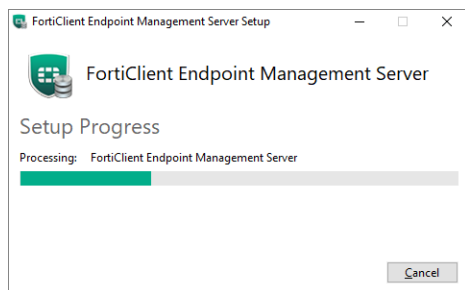 FortiClient Endpoint Management Server Setup
FortiClient Endpoint Management Server
Setup Progress
Processing: FortiClient Endpoint Management Server
Cancel